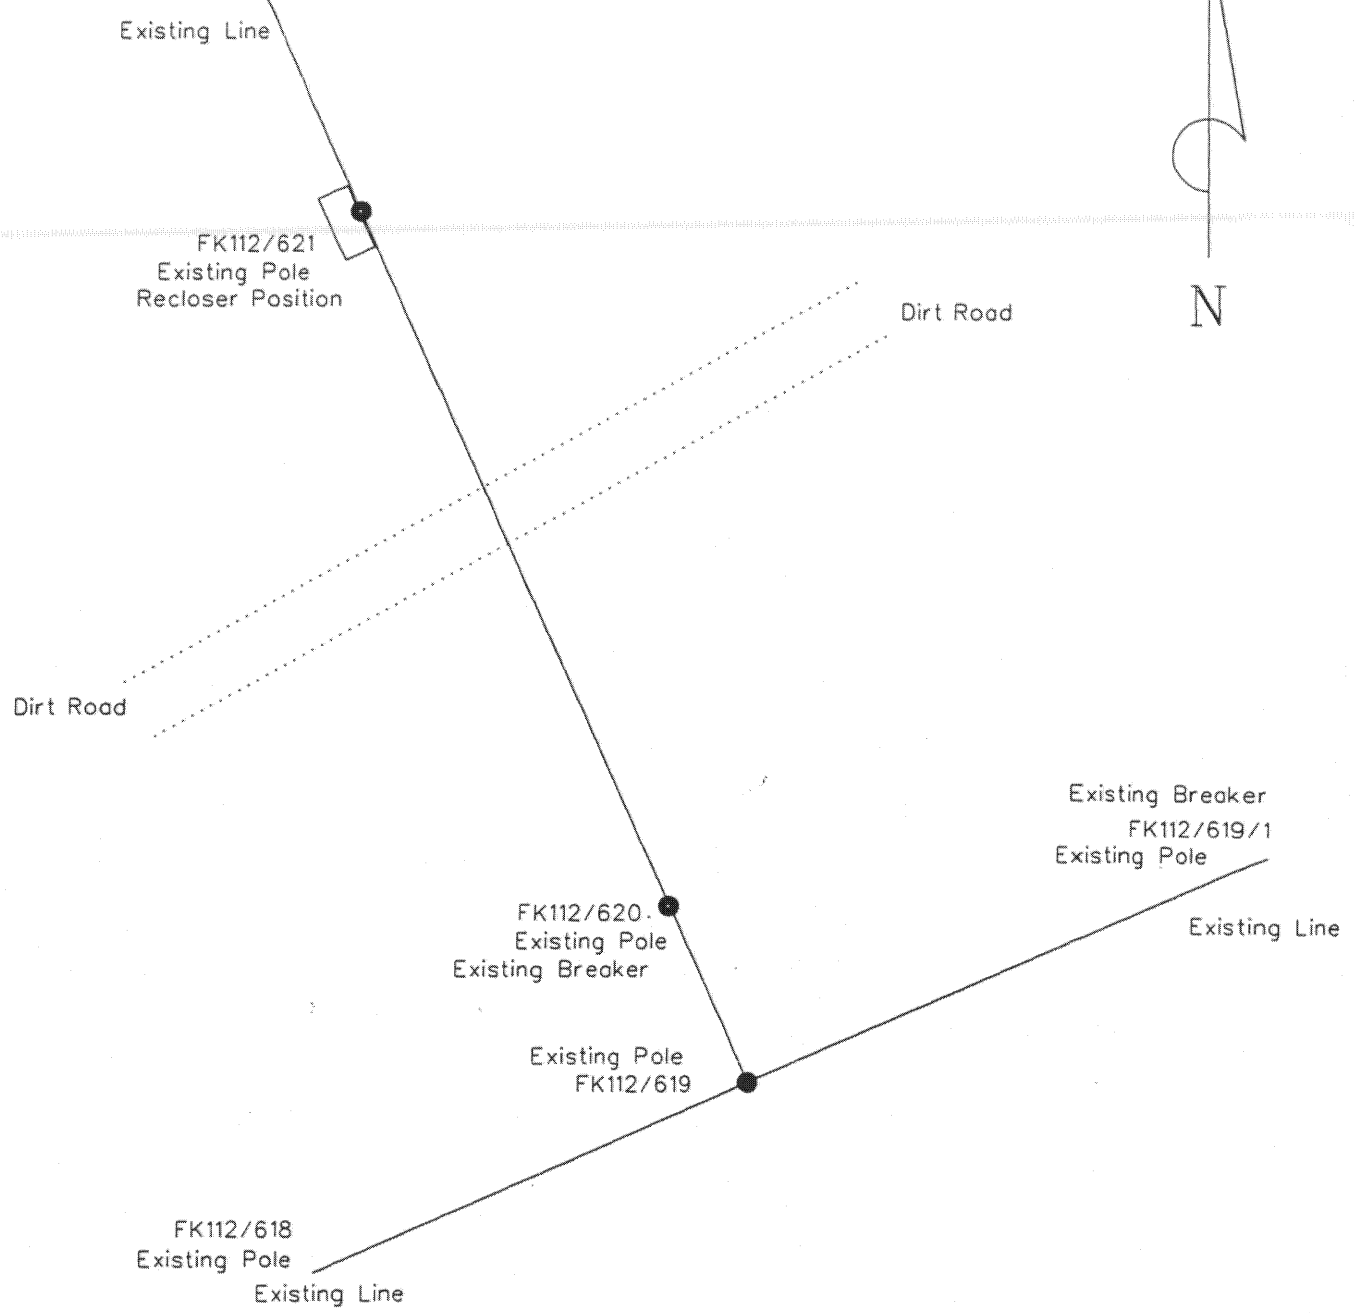 Existing Line
FK112/621
Existing Pole
Recloser Position
N
Dirt Road
Dirt Road
Existing Breaker
FK112/619/1
Existing Pole
Existing Line
FK112/620.
Existing Pole
Existing Breaker
Existing Pole
FK112/619
FK112/618
Existing Pole
Existing Line